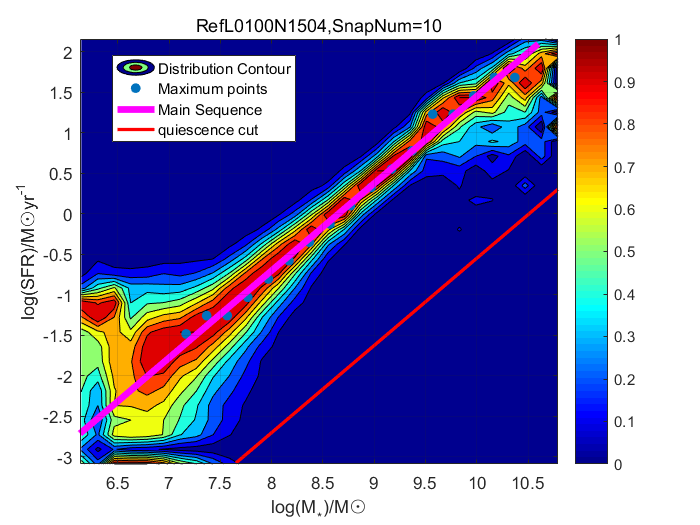 RefL0100N1504,SnapNum=10
Distribution Contour
Maximum points
Main Sequence
quiescence cut
log(SFR)/M☉yr⁻¹
2
1.5
1
0.5
0
-0.5
-1
-1.5
-2
-2.5
-3
6.5 7 7.5 8 8.5 9 9.5 10 10.5
log(M⋆)/M☉
1
0.9
0.8
0.7
0.6
0.5
0.4
0.3
0.2
0.1
0